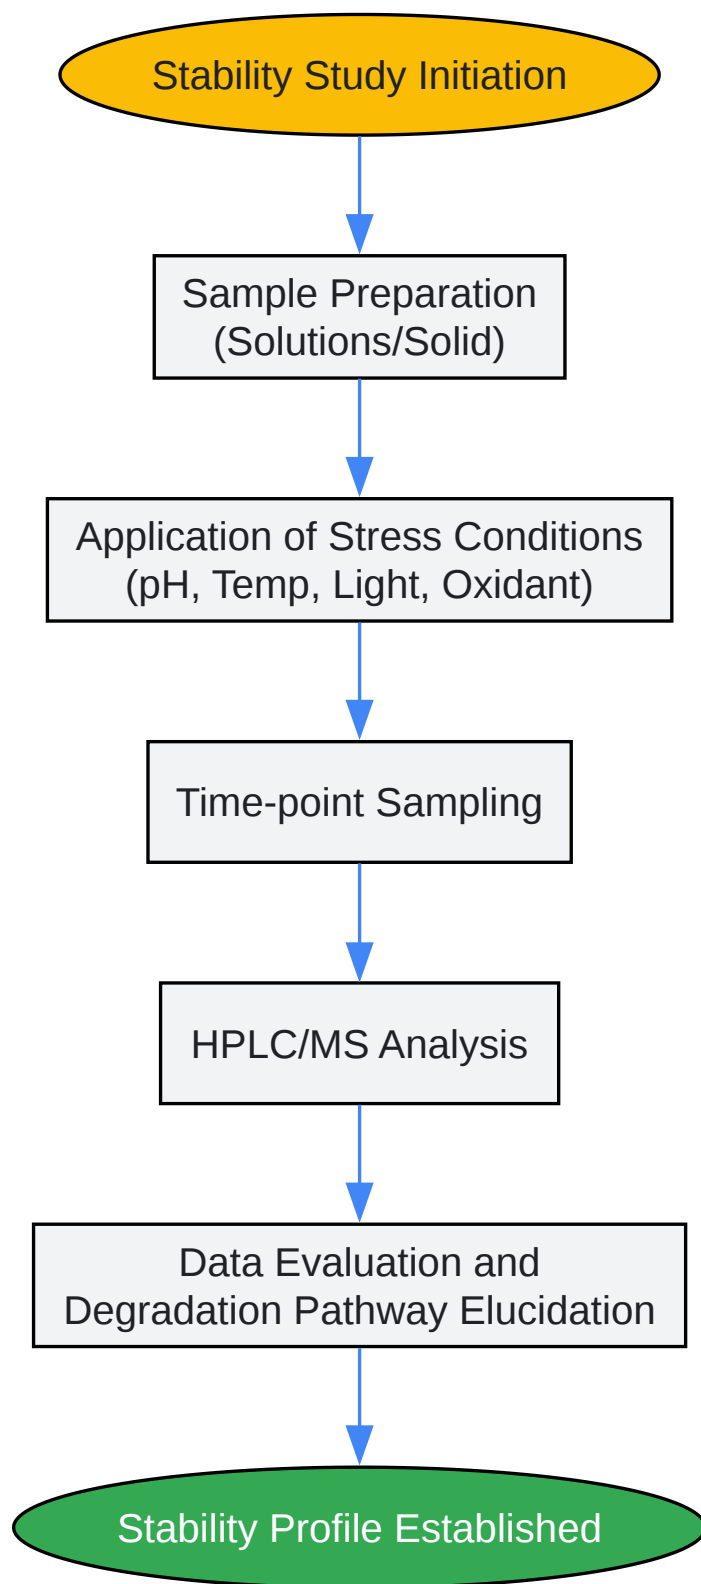 Stability Study Initiation
Sample Preparation
(Solutions/Solid)
Application of Stress Conditions
(pH, Temp, Light, Oxidant)
Time-point Sampling
HPLC/MS Analysis
Data Evaluation and
Degradation Pathway Elucidation
Stability Profile Established